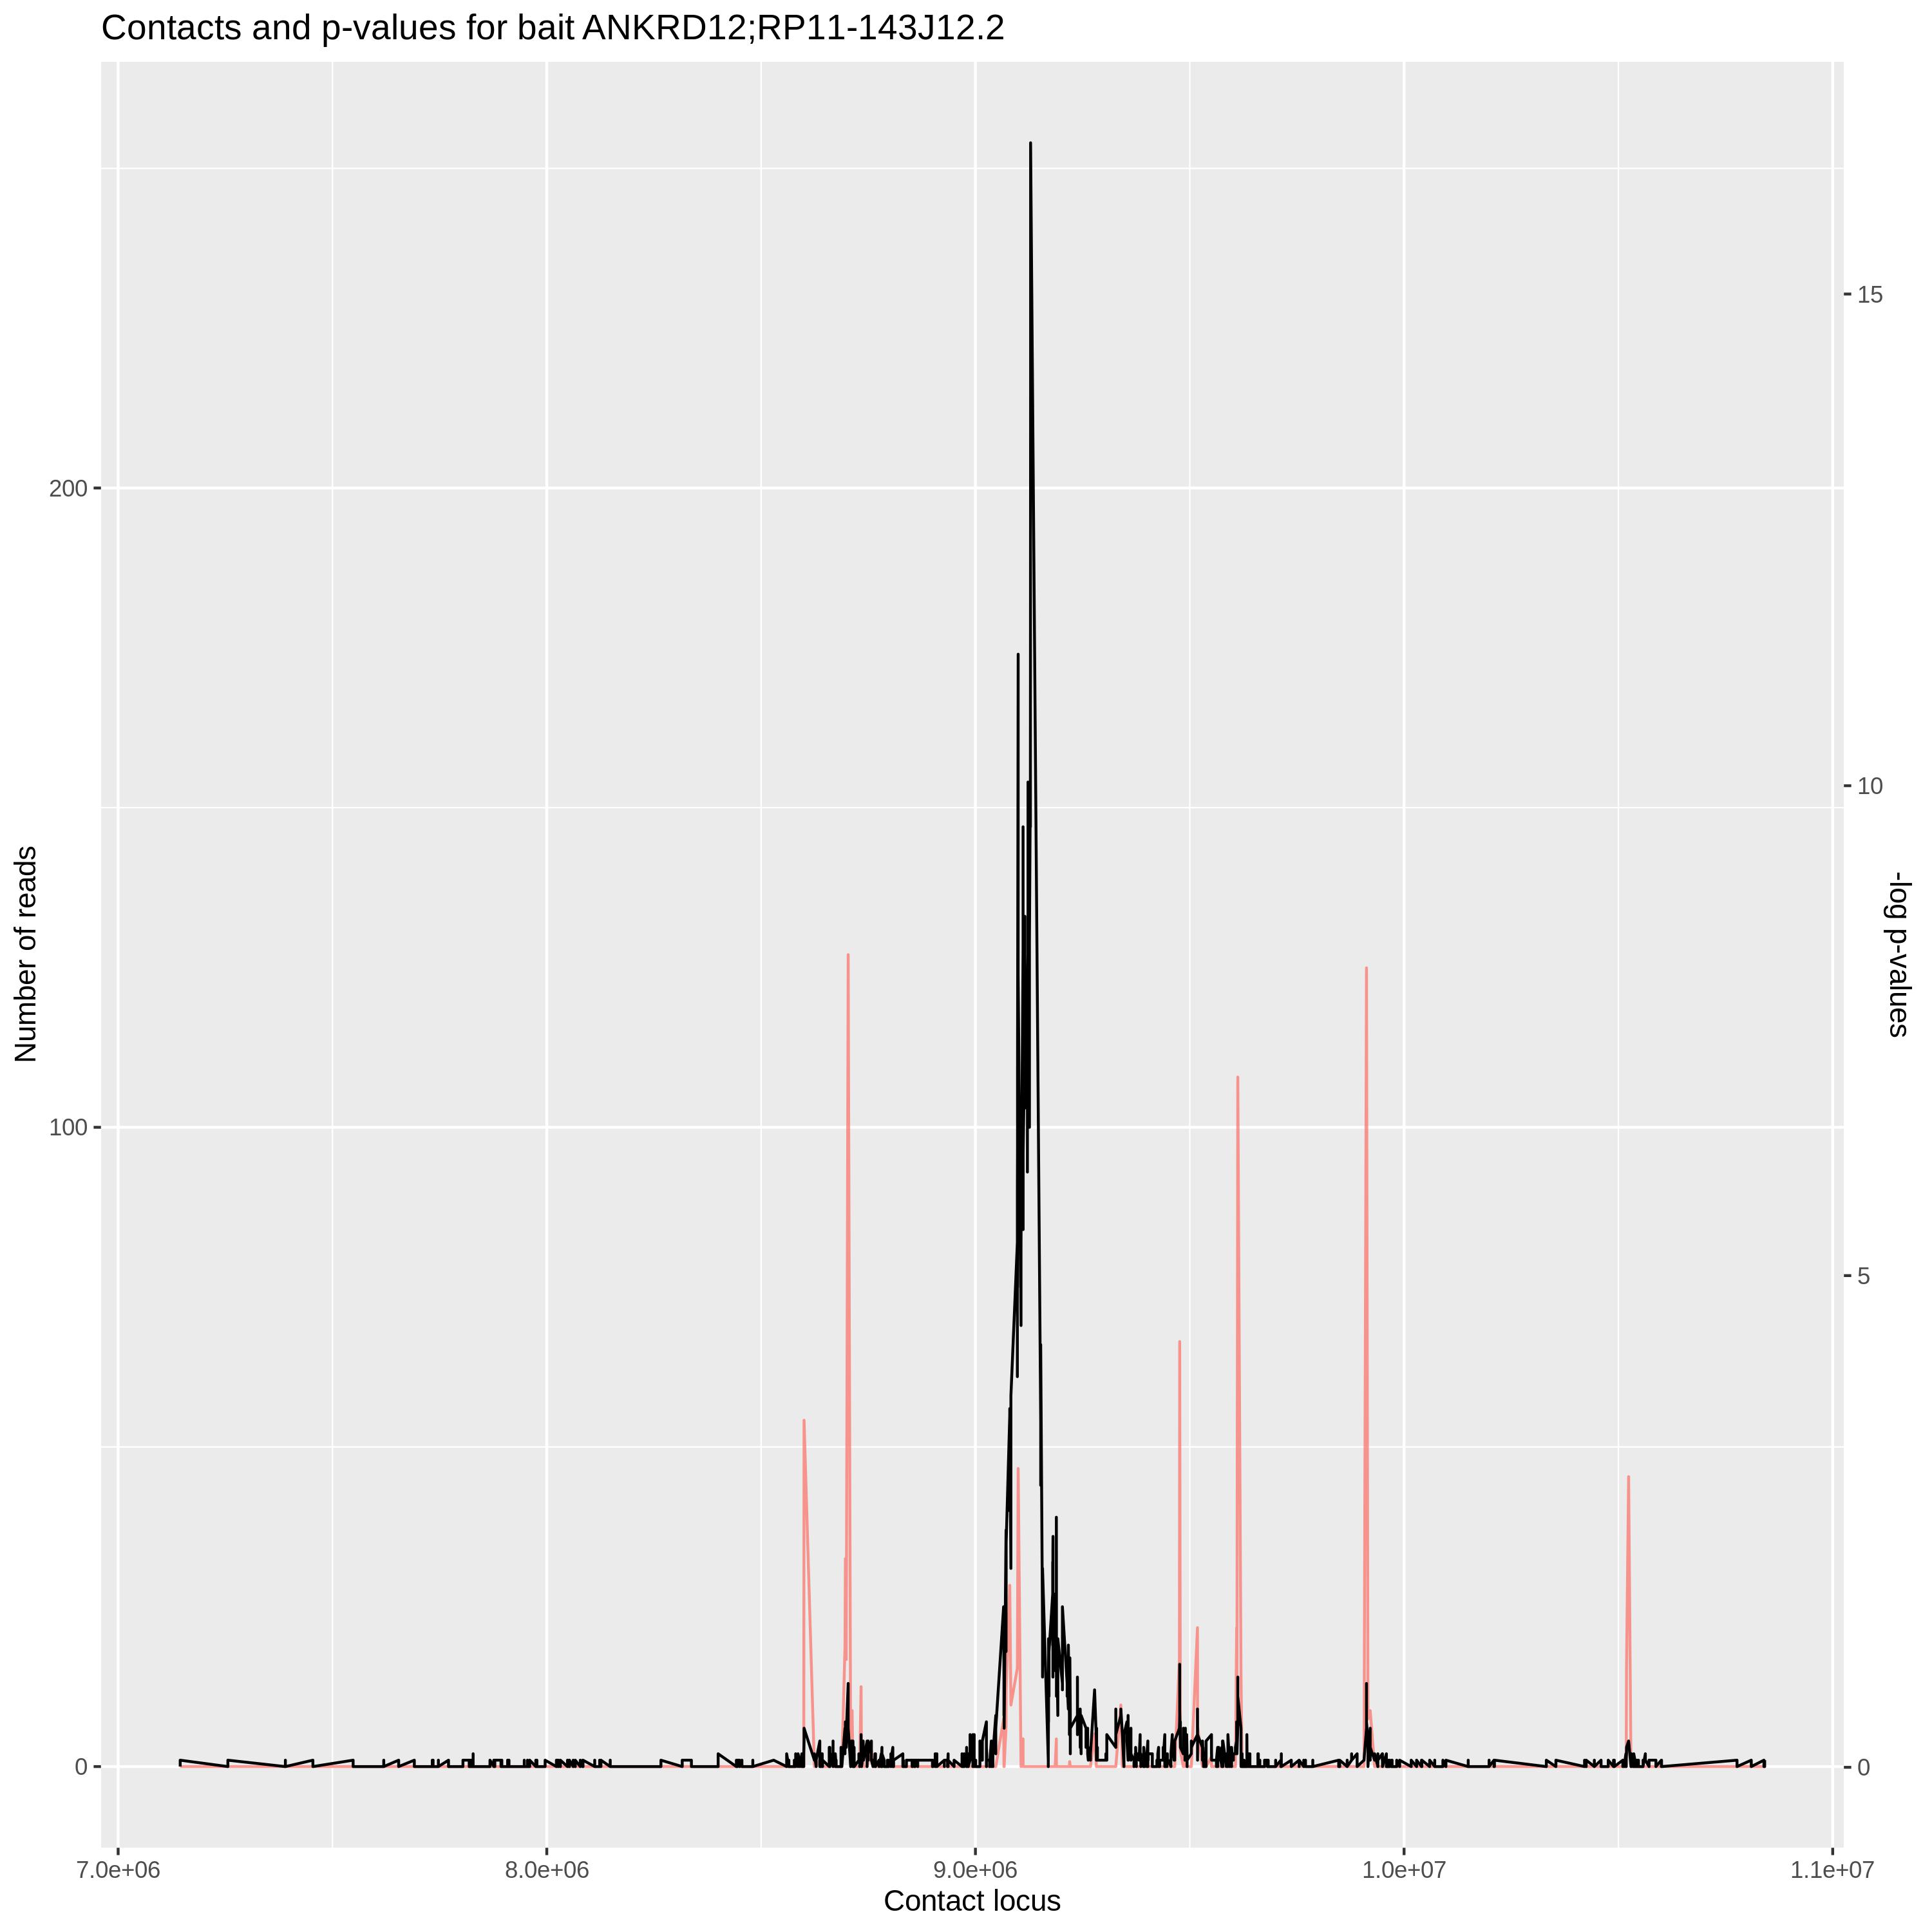 Contacts and p-values for bait ANKRD12;RP11-143J12.2
Number of reads
200
100
0
15
10
5
0
-log p-values
7.0e+06 8.0e+06 9.0e+06 1.0e+07 1.1e+07
Contact locus